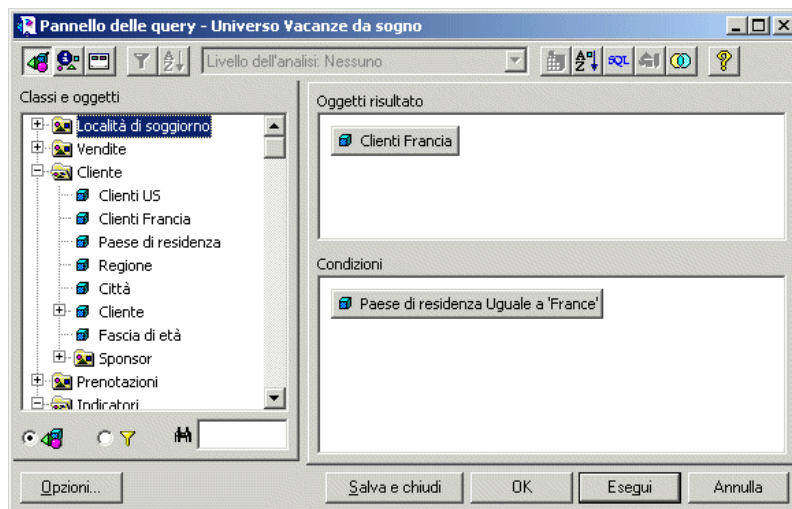 Pannello delle query - Universo Vacanze da sogno
Livello dell'analisi: Nessuno
SQL
Classi e oggetti
Località di soggiorno
Vendite
Cliente
Clienti US
Clienti Francia
Paese di residenza
Regione
Città
Cliente
Fascia di età
Sponsor
Prenotazioni
Indicatori
Oggetti risultato
Clienti Francia
Condizioni
Paese di residenza Uguale a 'France'
Opzioni...
Salva e chiudi
OK
Esegui
Annulla